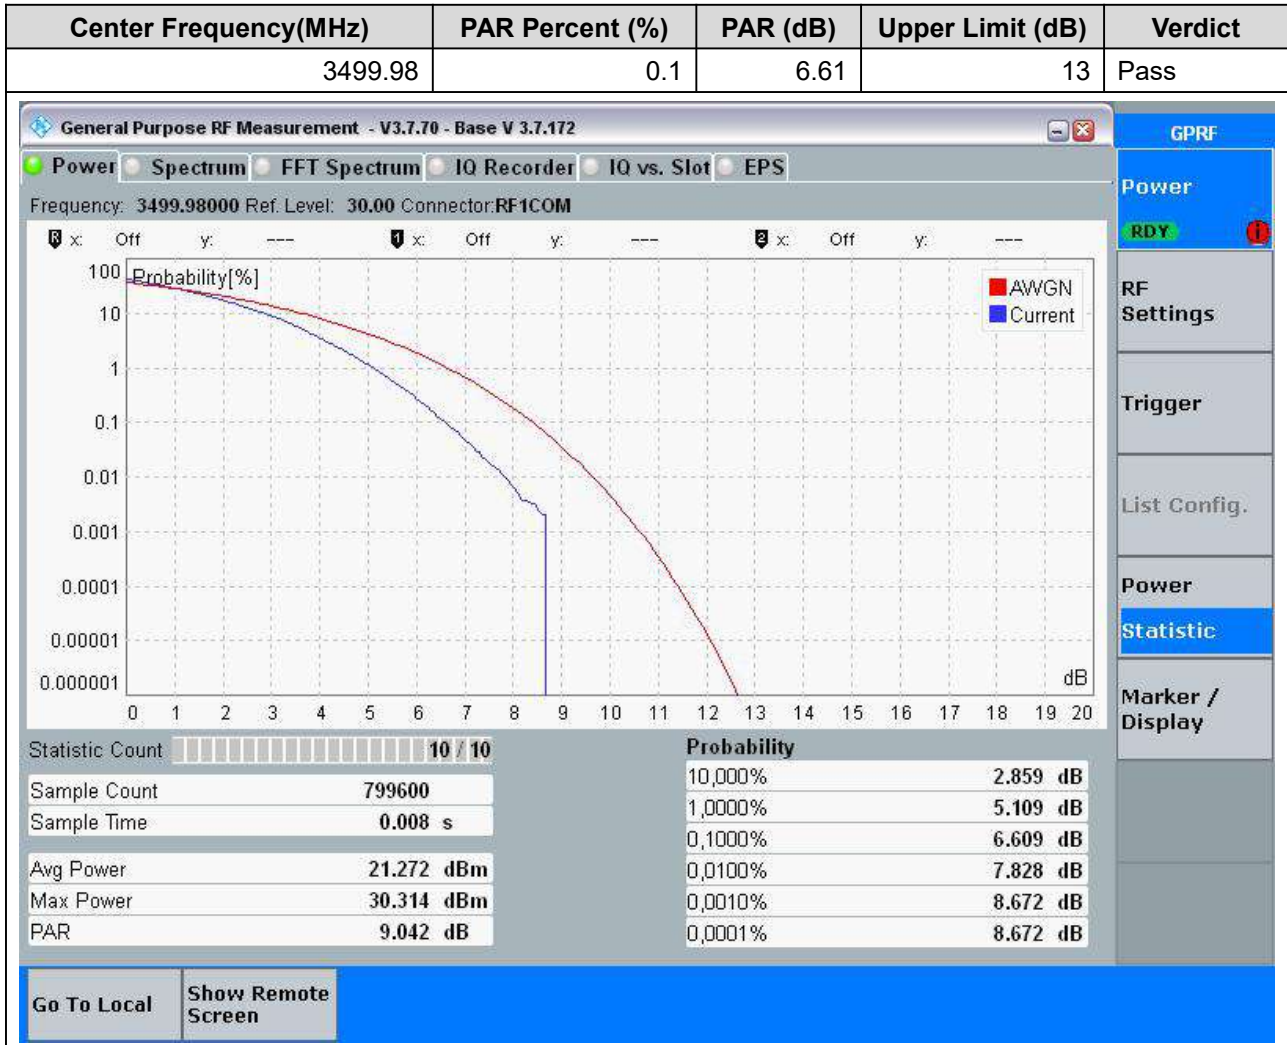 Center Frequency(MHz) PAR Percent (%) PAR (dB) Upper Limit (dB) Verdict
3499.98 0.1 6.61 13 Pass
General Purpose RF Measurement - V3.7.70 - Base V 3.7.172
GPRF
Power Spectrum FFT Spectrum IQ Recorder IQ vs. Slot EPS
Frequency: 3499.98000 Ref. Level: 30.00 Connector:RF1COM
R x: Off y: --- 1 x: Off y: --- 2 x: Off y: ---
Probability[%]
AWGN
Current
100
10
1
0.1
0.01
0.001
0.0001
0.00001
0.000001
dB
0 1 2 3 4 5 6 7 8 9 10 11 12 13 14 15 16 17 18 19 20
Statistic Count 10 / 10
Sample Count 799600
Sample Time 0.008 s
Avg Power 21.272 dBm
Max Power 30.314 dBm
PAR 9.042 dB
Probability
10,000% 2.859 dB
1,0000% 5.109 dB
0,1000% 6.609 dB
0,0100% 7.828 dB
0,0010% 8.672 dB
0,0001% 8.672 dB
Power
RDY i
RF
Settings
Trigger
List Config.
Power
Statistic
Marker /
Display
Go To Local
Show Remote
Screen